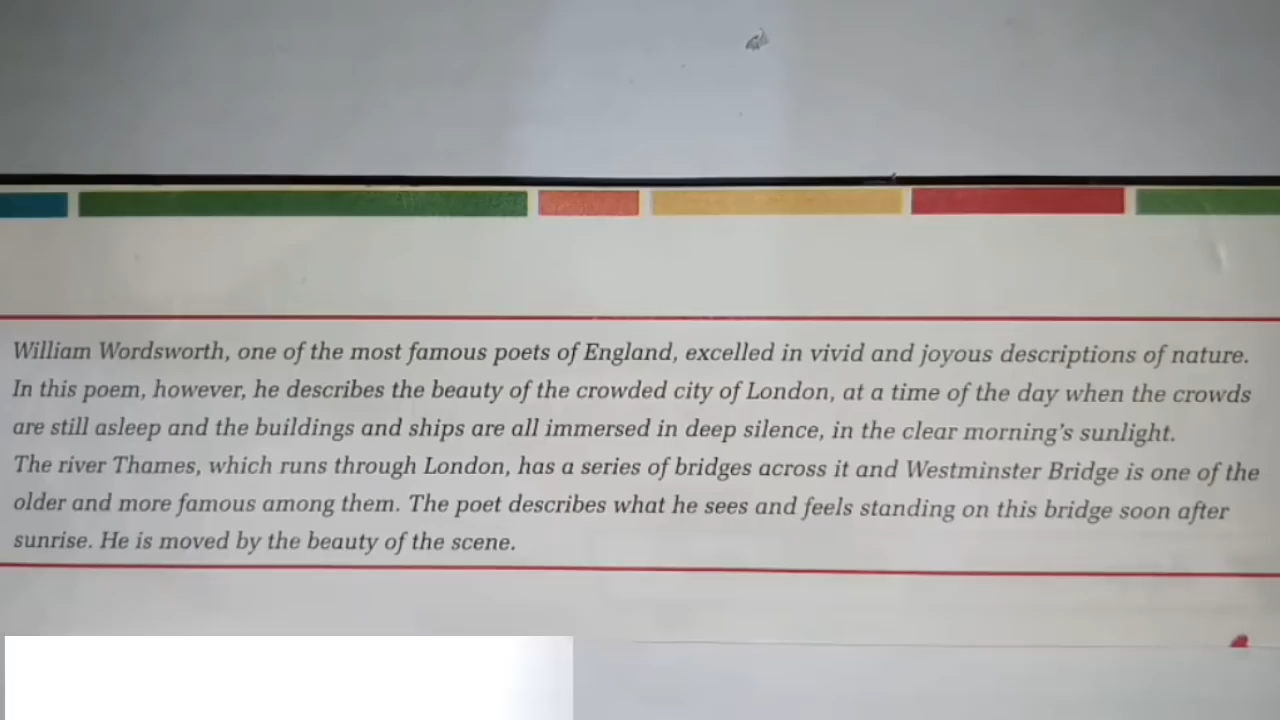 William Wordsworth, one of the most famous poets of England, excelled in vivid and joyous descriptions of nature.
In this poem, however, he describes the beauty of the crowded city of London, at a time of the day when the crowds
are still asleep and the buildings and ships are all immersed in deep silence, in the clear morning's sunlight.
The river Thames, which runs through London, has a series of bridges across it and Westminster Bridge is one of the
older and more famous among them. The poet describes what he sees and feels standing on this bridge soon after
sunrise. He is moved by the beauty of the scene.